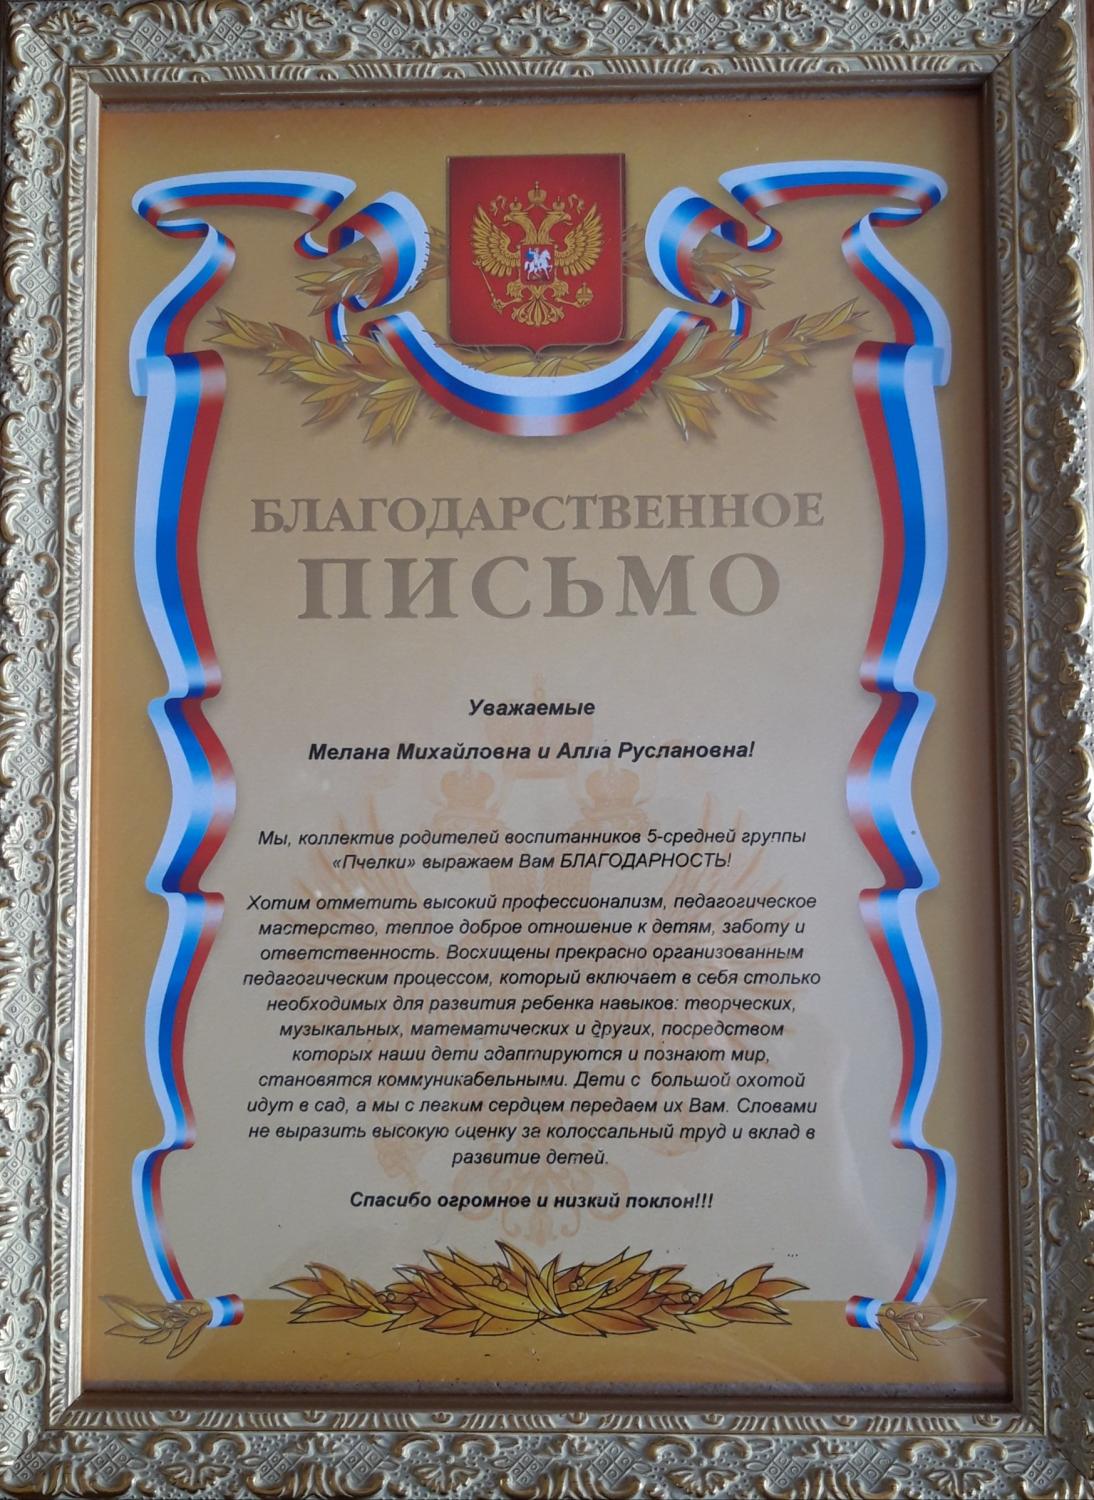 БЛАГОДАРСТВЕННОЕ
ПИСЬМО
Уважаемые
Мелана Михайловна и Алла Руслановна!
Мы, коллектив родителей воспитанников 5-средней группы
«Пчелки» выражаем Вам БЛАГОДАРНОСТЬ!
Хотим отметить высокий профессионализм, педагогическое
мастерство, теплое доброе отношение к детям, заботу и
ответственность. Восхищены прекрасно организованным
педагогическим процессом, который включает в себя столько
необходимых для развития ребенка навыков: творческих,
музыкальных, математических и других, посредством
которых наши дети адаптируются и познают мир,
становятся коммуникабельными. Дети с большой охотой
идут в сад, а мы с легким сердцем передаем их Вам. Словами
не выразить высокую оценку за колоссальный труд и вклад в
развитие детей.
Спасибо огромное и низкий поклон!!!